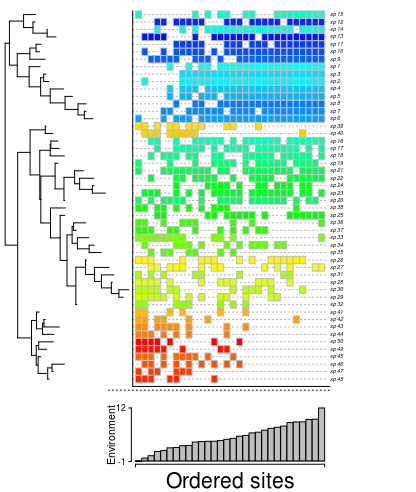 sp 15
sp 12
sp 14
sp 13
sp 11
sp 10
sp 9
sp 1
sp 3
sp 2
sp 4
sp 5
sp 8
sp 7
sp 6
sp 39
sp 40
sp 16
sp 17
sp 18
sp 19
sp 21
sp 22
sp 24
sp 23
sp 20
sp 38
sp 25
sp 36
sp 37
sp 33
sp 34
sp 35
sp 26
sp 27
sp 31
sp 28
sp 30
sp 29
sp 32
sp 41
sp 42
sp 43
sp 44
sp 50
sp 49
sp 45
sp 46
sp 47
sp 48
12
Environment
-1
Ordered sites